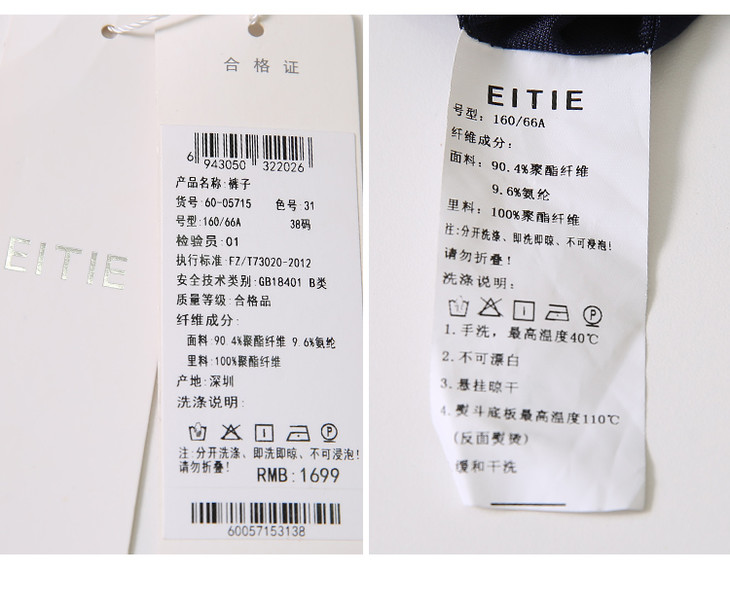 EITIE
合格证
6 943050 322026
产品名称:裤子
货号:60-05715 色号:31
号型:160/66A 38码
检验员:01
执行标准:FZ/T73020-2012
安全技术类别:GB18401 B类
质量等级:合格品
纤维成分:
面料:90.4%聚酯纤维 9.6%氨纶
里料:100%聚酯纤维
产地:深圳
洗涤说明:
P
注:分开洗涤、即洗即晾、不可浸泡!
请勿折叠!
RMB:1699
60057153138
EITIE
号型: 160/66A
纤维成分:
面料: 90.4%聚酯纤维
9.6%氨纶
里料: 100%聚酯纤维
注:分开洗涤、即洗即晾、不可浸泡!
请勿折叠!
洗涤说明:
P
1.手洗，最高温度40℃
2.不可漂白
3.悬挂晾干
4.熨斗底板最高温度110℃
(反面熨烫)
缓和干洗